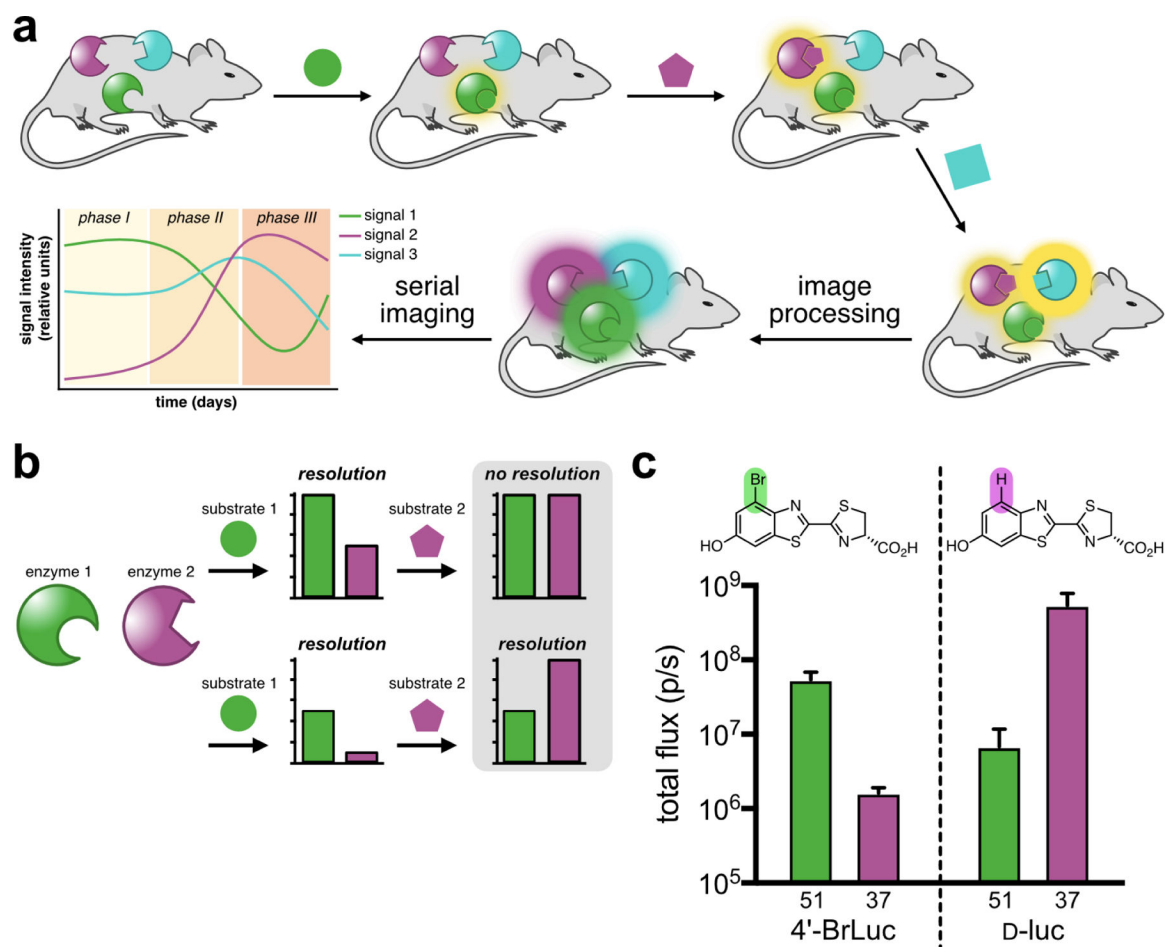 a
phase I
phase II
phase III
signal 1
signal 2
signal 3
signal intensity
(relative units)
time (days)
serial
imaging
image
processing
b
resolution
no resolution
substrate 1
substrate 2
enzyme 1
enzyme 2
resolution
resolution
substrate 1
substrate 2
c
Br
N
S
HO
S
N
CO2H
H
N
S
HO
S
N
CO2H
total flux (p/s)
10^9
10^8
10^7
10^6
10^5
51
37
51
37
4'-BrLuc
D-luc